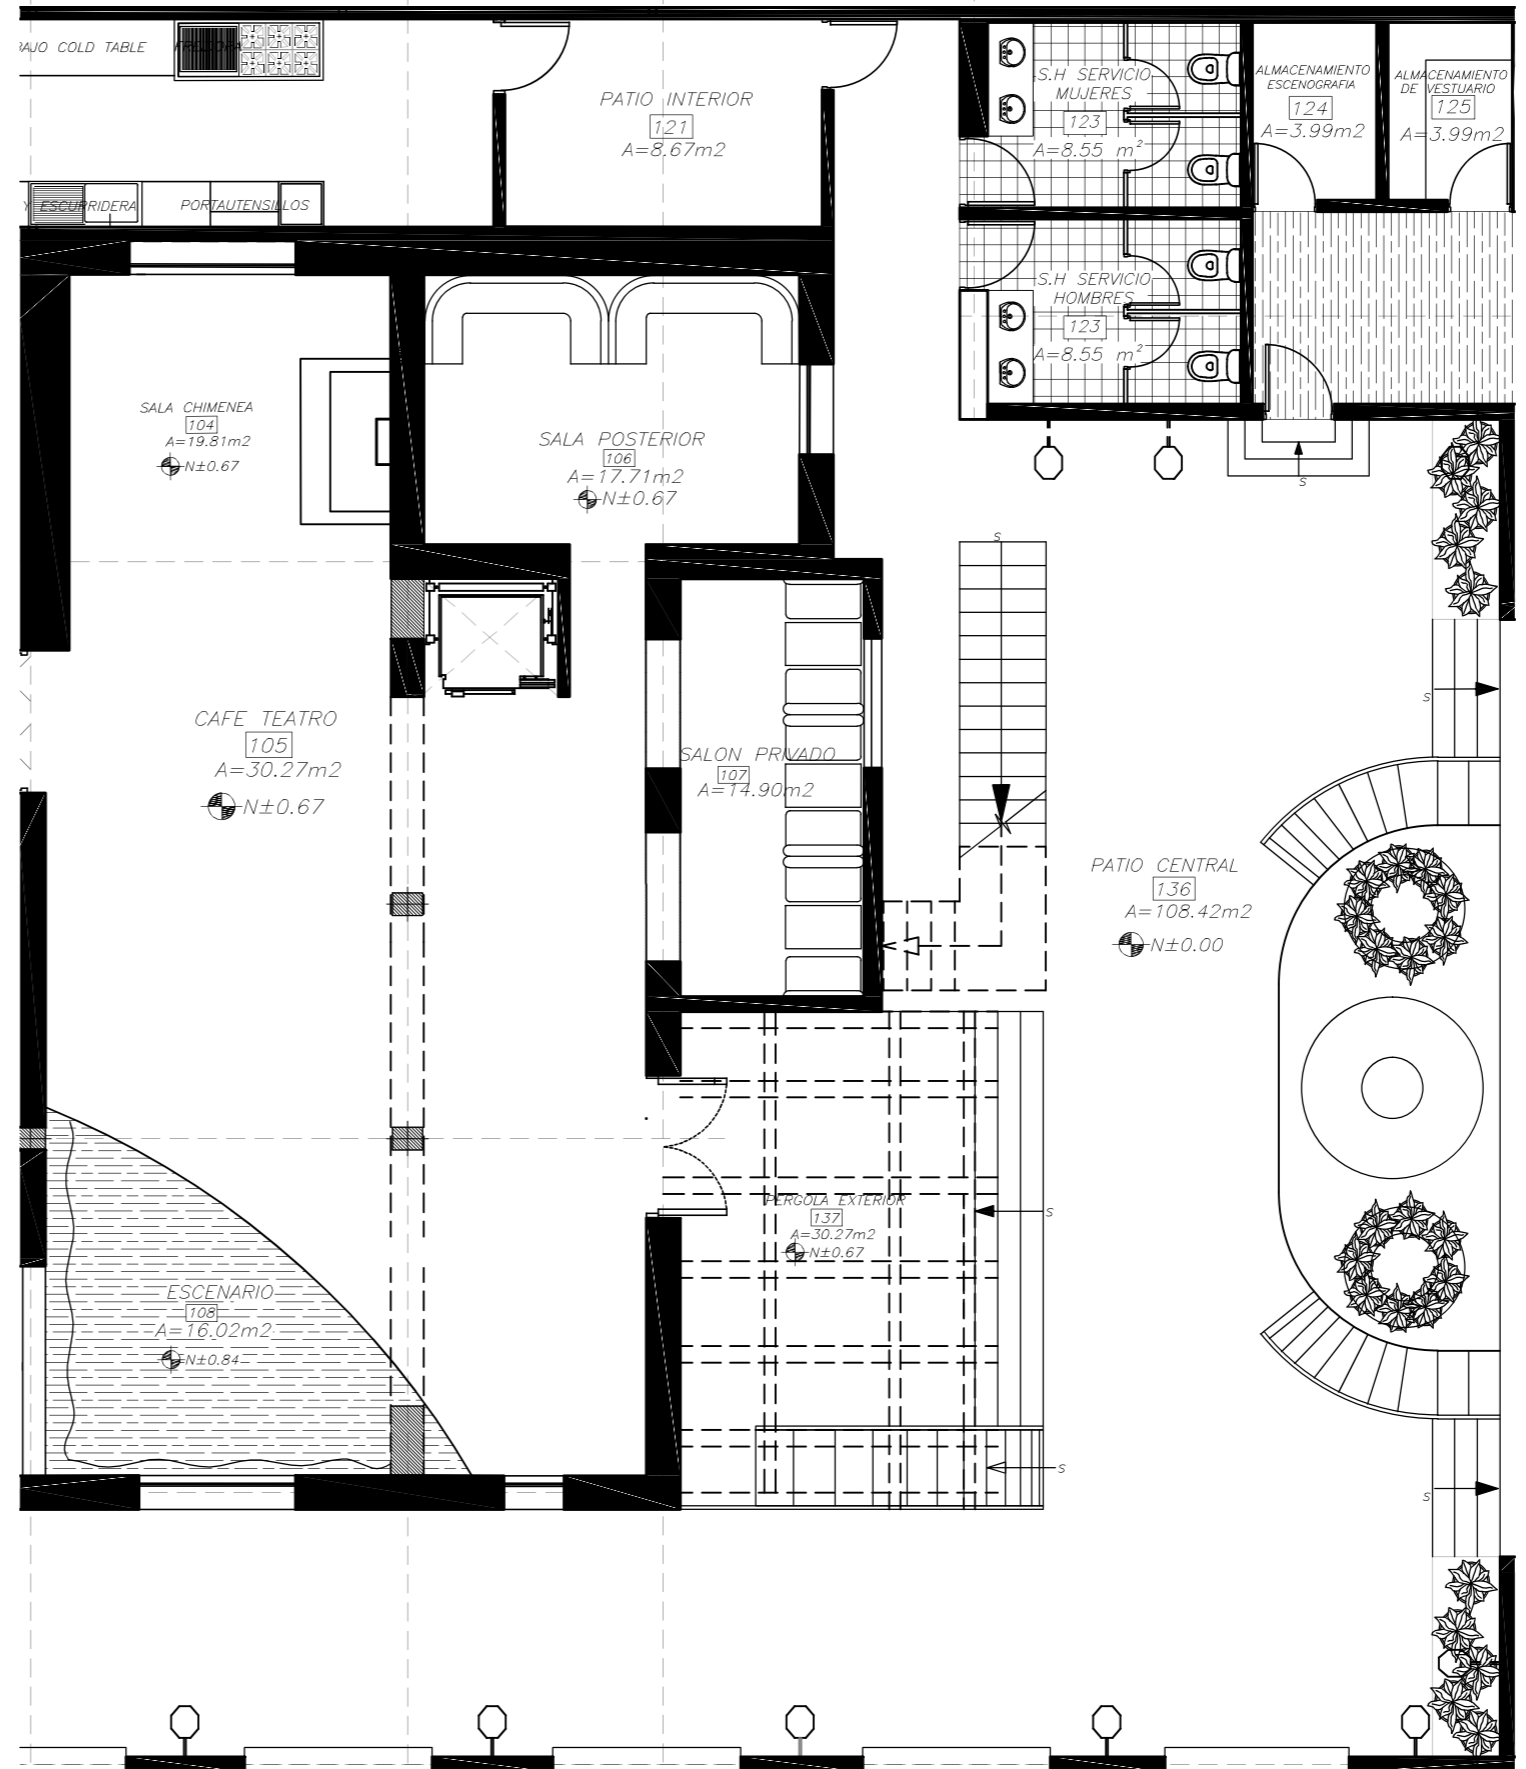 AJO COLD TABLE
FREIDORA
PATIO INTERIOR
121
A=8.67m2
S.H SERVICIO
MUJERES
123
A=8.55 m²
ALMACENAMIENTO
ESCENOGRAFIA
124
A=3.99m2
ALMACENAMIENTO
DE VESTUARIO
125
A=3.99m2
Y ESCURRIDERA
PORTAUTENSILLOS
S.H SERVICIO
HOMBRES
123
A=8.55 m²
SALA CHIMENEA
104
A=19.81m2
N±0.67
SALA POSTERIOR
106
A=17.71m2
N±0.67
S
S
CAFE TEATRO
105
A=30.27m2
N±0.67
SALON PRIVADO
107
A=14.90m2
S
PATIO CENTRAL
136
A=108.42m2
N±0.00
PERGOLA EXTERIOR
137
A=30.27m2
N±0.67
S
ESCENARIO
108
A=16.02m2
N±0.84
S
S